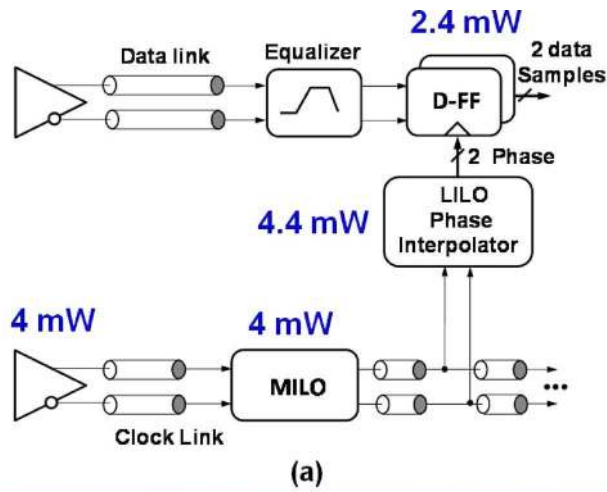 2.4 mW
Data link
Equalizer
2 data
Samples
D-FF
2 Phase
4.4 mW
LILO
Phase
Interpolator
4 mW
4 mW
MILO
...
Clock Link
(a)